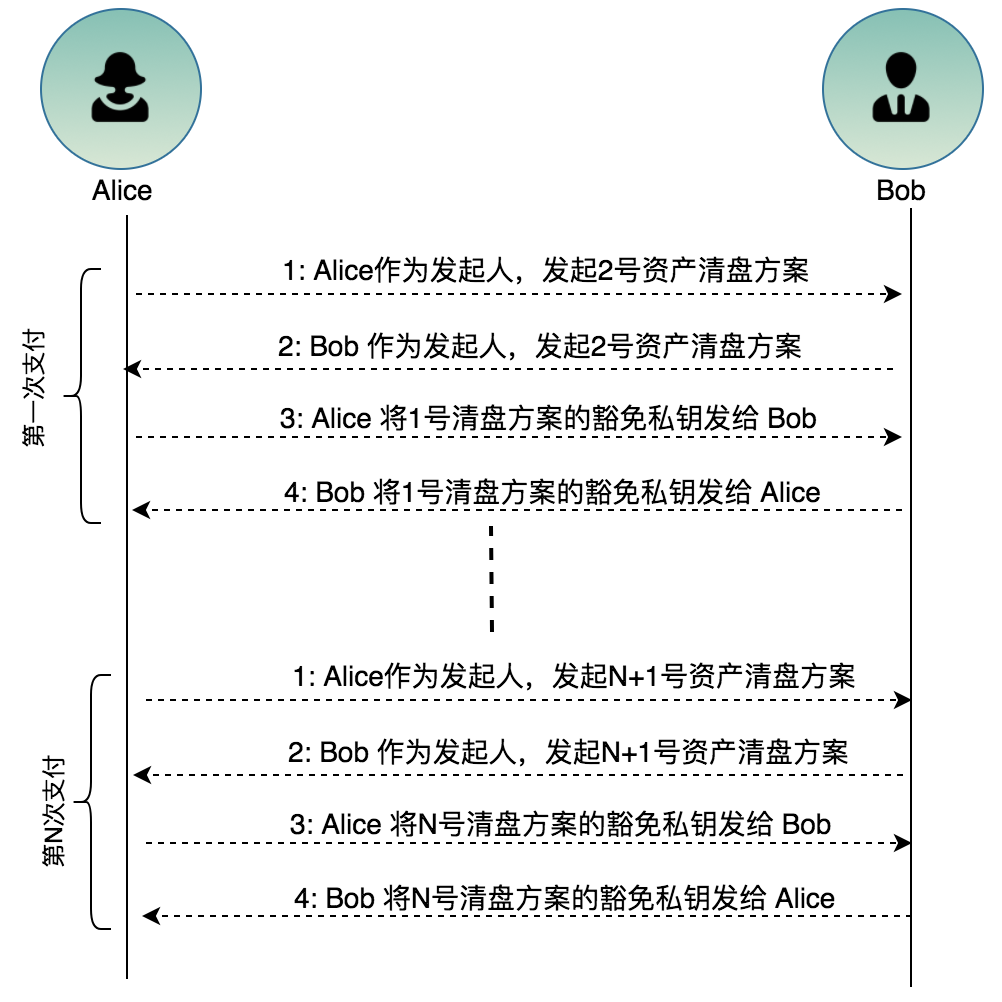 Alice
Bob
第一次支付
1: Alice作为发起人，发起2号资产清盘方案
2: Bob 作为发起人，发起2号资产清盘方案
3: Alice 将1号清盘方案的豁免私钥发给 Bob
4: Bob 将1号清盘方案的豁免私钥发给 Alice
第N次支付
1: Alice作为发起人，发起N+1号资产清盘方案
2: Bob 作为发起人，发起N+1号资产清盘方案
3: Alice 将N号清盘方案的豁免私钥发给 Bob
4: Bob 将N号清盘方案的豁免私钥发给 Alice